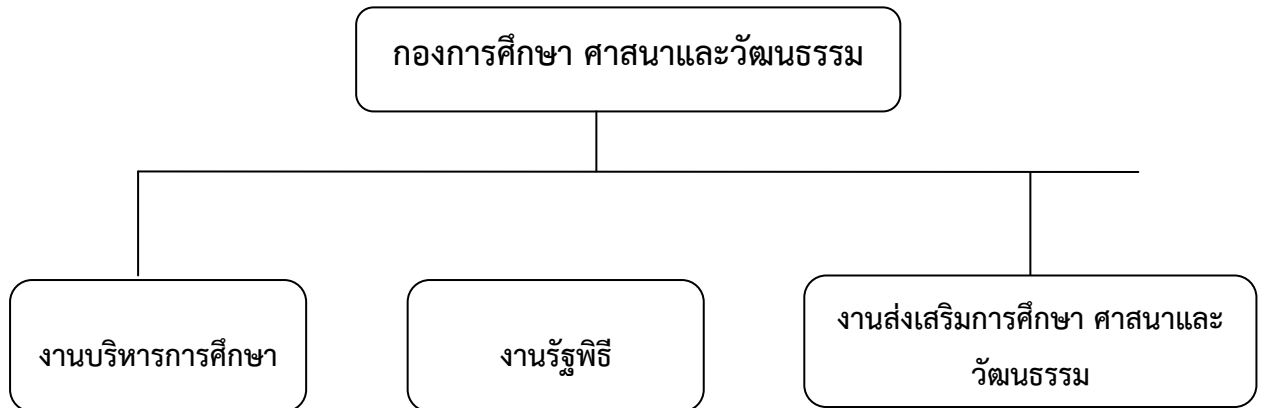 กองการศึกษา ศาสนาและวัฒนธรรม
งานบริหารการศึกษา
งานรัฐพิธี
งานส่งเสริมการศึกษา ศาสนาและ
วัฒนธรรม